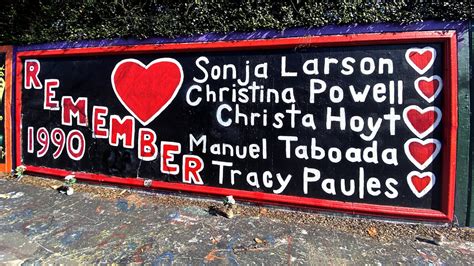 REMEMBER
1990
Sonja Larson
Christina Powell
Christa Hoyt
Manuel Taboada
Tracy Paules